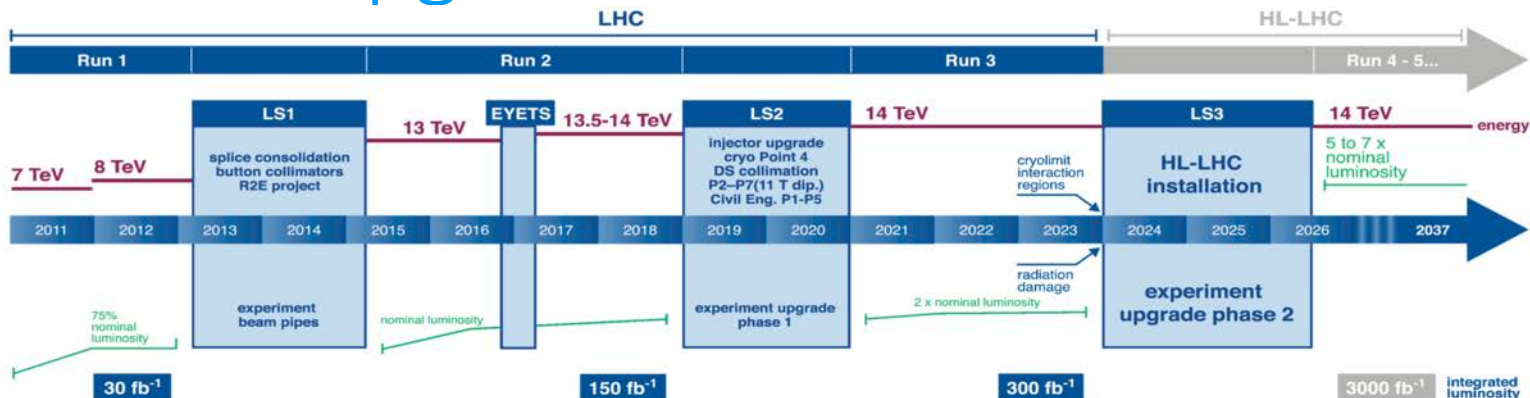 LHC
HL-LHC
Run 1
Run 2
Run 3
Run 4 - 5...
LS1
EYETS
LS2
LS3
7 TeV
8 TeV
13 TeV
13.5-14 TeV
14 TeV
14 TeV
energy
splice consolidation
button collimators
R2E project
injector upgrade
cryo Point 4
DS collimation
P2–P7(11 T dip.)
Civil Eng. P1-P5
cryolimit
interaction
regions
HL-LHC
installation
5 to 7 x
nominal
luminosity
2011 2012 2013 2014 2015 2016 2017 2018 2019 2020 2021 2022 2023 2024 2025 2026 2037
75%
nominal
luminosity
experiment
beam pipes
nominal luminosity
experiment upgrade
phase 1
2 x nominal luminosity
radiation
damage
experiment
upgrade phase 2
30 fb⁻¹
150 fb⁻¹
300 fb⁻¹
3000 fb⁻¹
integrated
luminosity